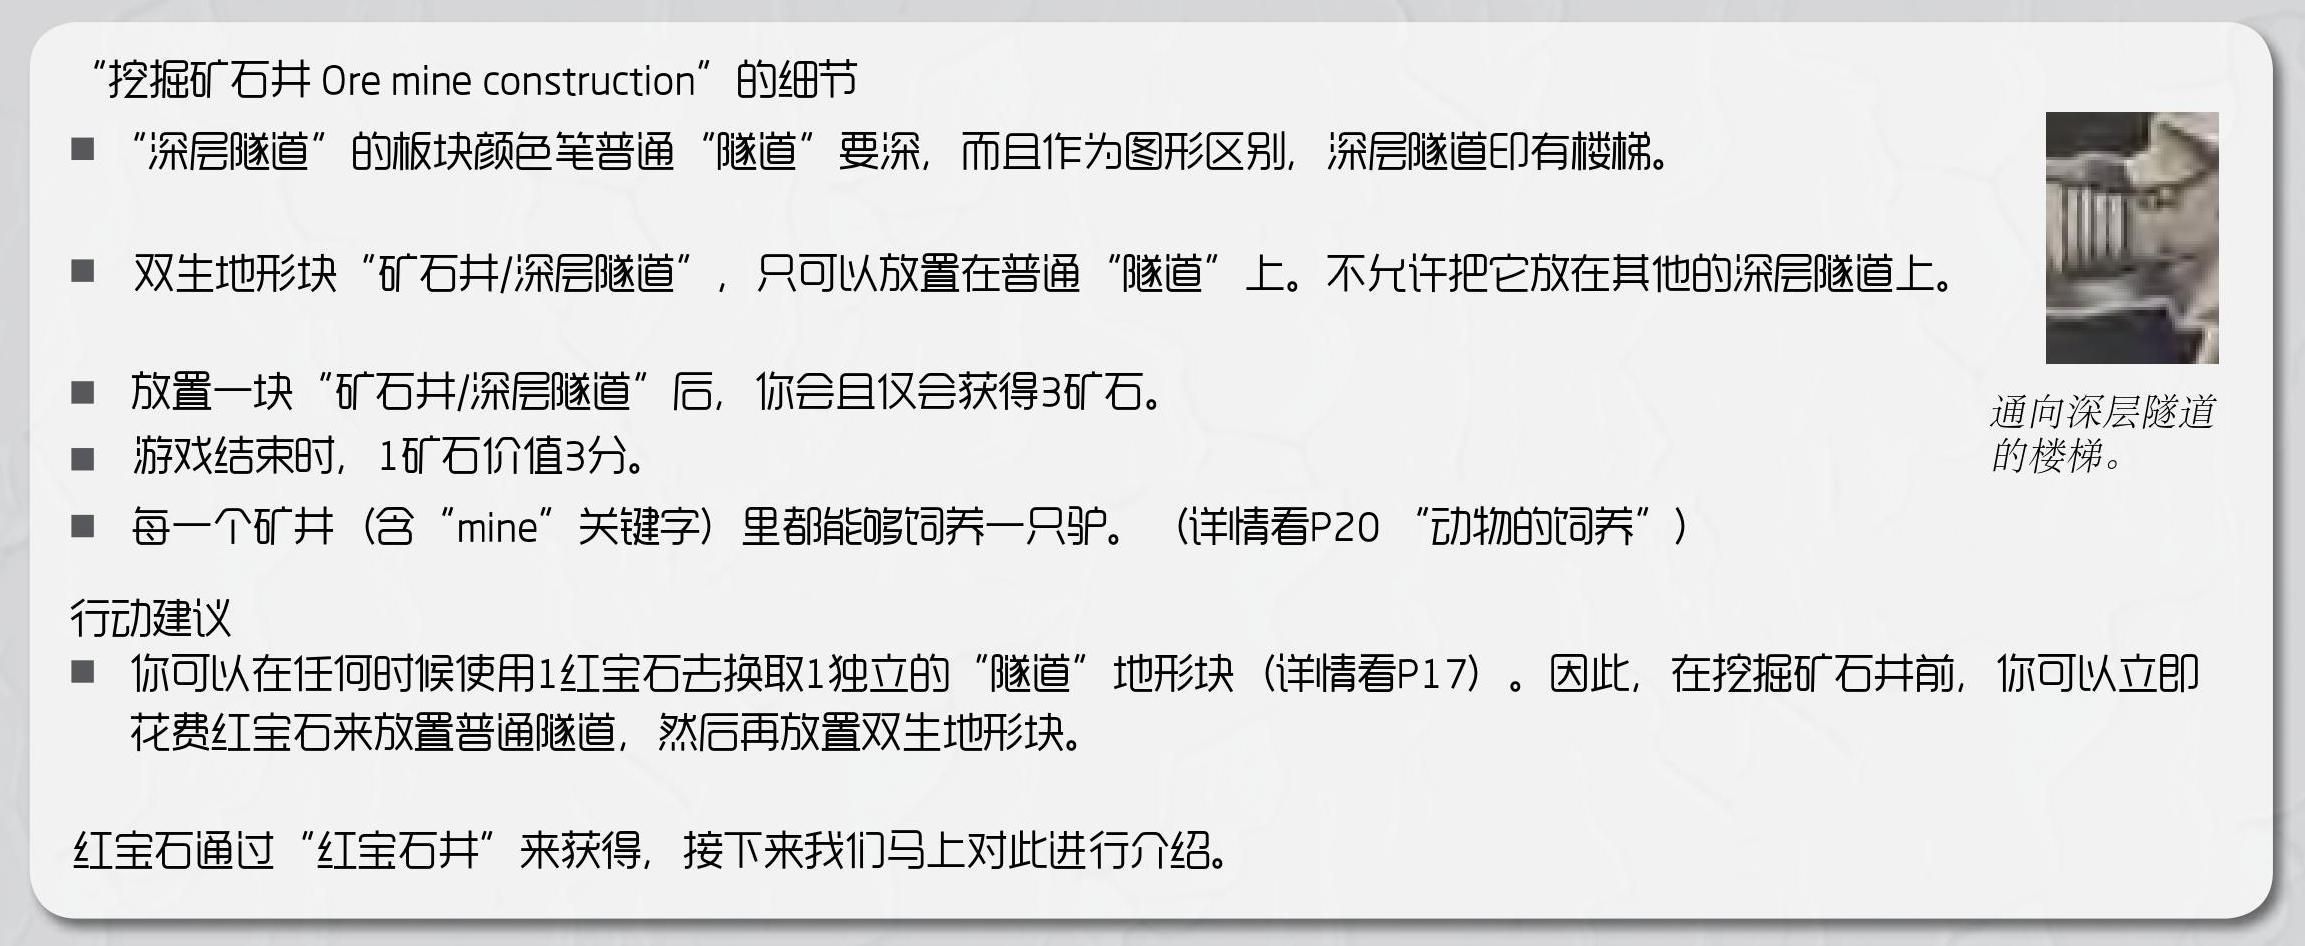 “挖掘矿石井 Ore mine construction”的细节
■ “深层隧道”的板块颜色笔普通“隧道”要深，而且作为图形区别，深层隧道印有楼梯。
■ 双生地形块“矿石井/深层隧道”，只可以放置在普通“隧道”上。不允许把它放在其他的深层隧道上。
■ 放置一块“矿石井/深层隧道”后，你会且仅会获得3矿石。
■ 游戏结束时，1矿石价值3分。
■ 每一个矿井（含“mine”关键字）里都能够饲养一只驴。（详情看P20 “动物的饲养”）
通向深层隧道
的楼梯。
行动建议
■ 你可以在任何时候使用1红宝石去换取1独立的“隧道”地形块（详情看P17）。因此，在挖掘矿石井前，你可以立即
花费红宝石来放置普通隧道，然后再放置双生地形块。
红宝石通过“红宝石井”来获得，接下来我们马上对此进行介绍。